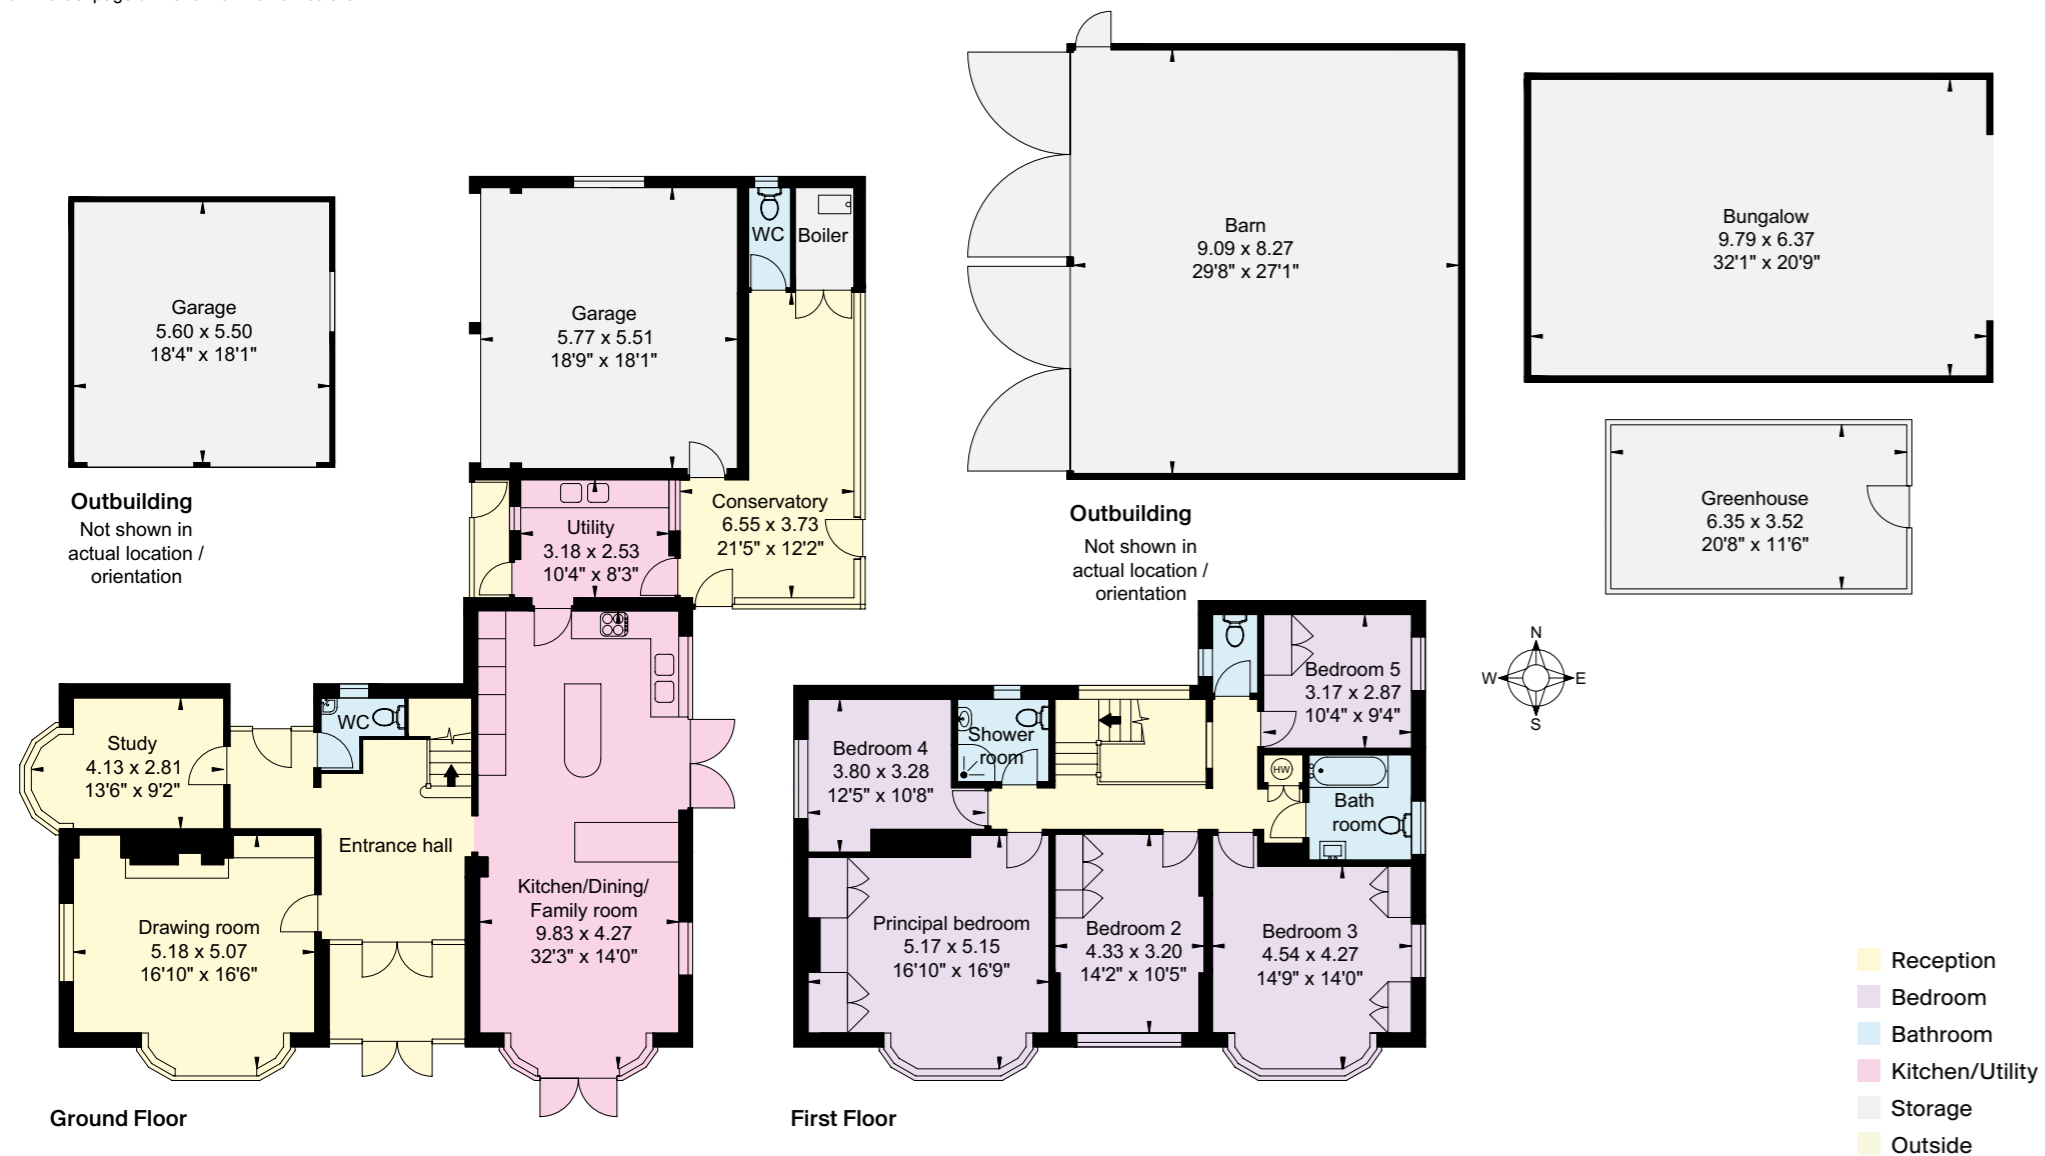 Garage
5.60 x 5.50
18'4" x 18'1"
Outbuilding
Not shown in
actual location /
orientation
Garage
5.77 x 5.51
18'9" x 18'1"
WC
Boiler
Conservatory
6.55 x 3.73
21'5" x 12'2"
Utility
3.18 x 2.53
10'4" x 8'3"
Study
4.13 x 2.81
13'6" x 9'2"
WC
Entrance hall
Drawing room
5.18 x 5.07
16'10" x 16'6"
Kitchen/Dining/
Family room
9.83 x 4.27
32'3" x 14'0"
Ground Floor
Barn
9.09 x 8.27
29'8" x 27'1"
Outbuilding
Not shown in
actual location /
orientation
Bungalow
9.79 x 6.37
32'1" x 20'9"
Greenhouse
6.35 x 3.52
20'8" x 11'6"
N
W
E
S
Bedroom 5
3.17 x 2.87
10'4" x 9'4"
Bedroom 4
3.80 x 3.28
12'5" x 10'8"
Shower
room
HW
Bath
room
Principal bedroom
5.17 x 5.15
16'10" x 16'9"
Bedroom 2
4.33 x 3.20
14'2" x 10'5"
Bedroom 3
4.54 x 4.27
14'9" x 14'0"
First Floor
Reception
Bedroom
Bathroom
Kitchen/Utility
Storage
Outside